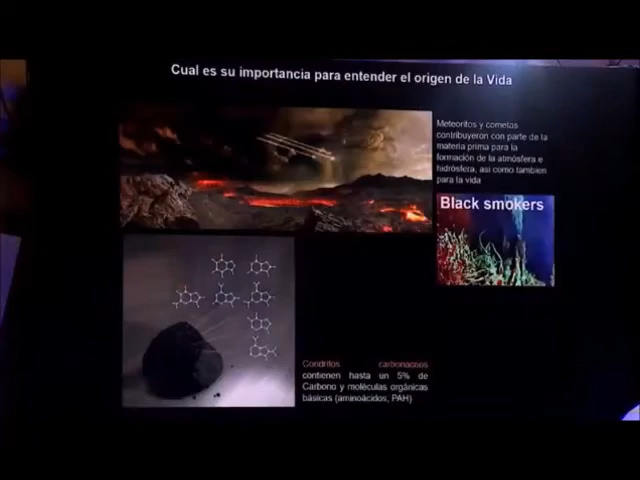 Cual es su importancia para entender el origen de la Vida
Meteoritos y cometas
contribuyeron con parte de la
materia prima para la
formación de la atmósfera e
hidrósfera, asi como tambien
para la vida
Black smokers
Condritos carbonaceos
contienen hasta un 5% de
Carbono y moléculas orgánicas
básicas (aminoácidos, PAH)